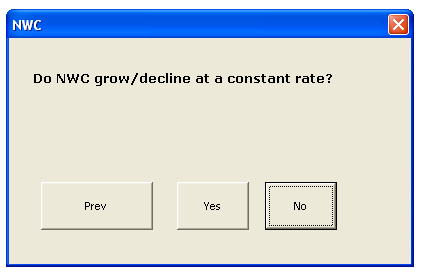 NWC
Do NWC grow/decline at a constant rate?
Prev Yes No